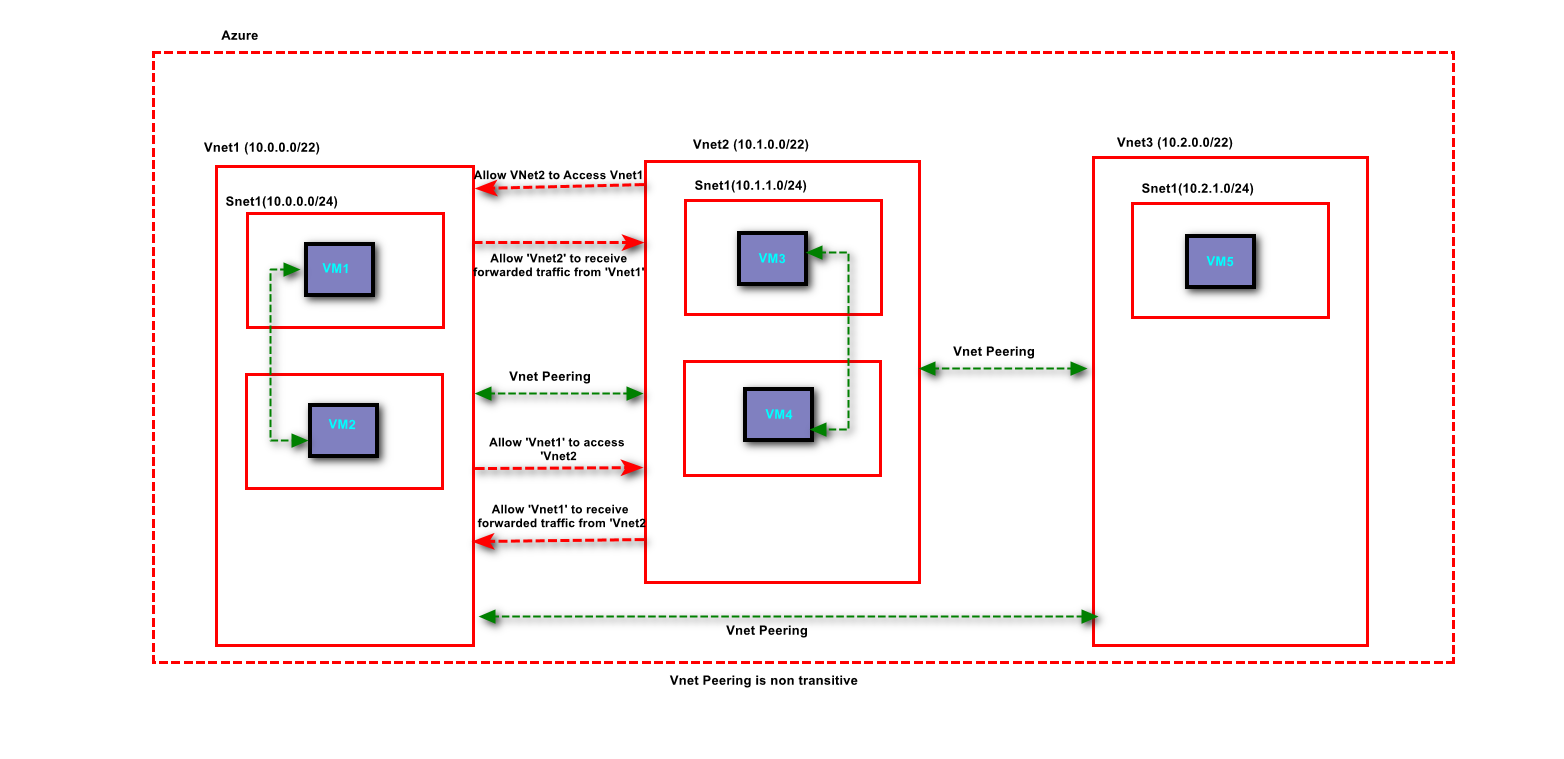 Azure
Vnet1 (10.0.0.0/22)
Vnet2 (10.1.0.0/22)
Vnet3 (10.2.0.0/22)
Allow VNet2 to Access Vnet1
Snet1(10.0.0.0/24)
Snet1(10.1.1.0/24)
Snet1(10.2.1.0/24)
VM1
Allow 'Vnet2' to receive
forwarded traffic from 'Vnet1'
VM3
VM5
Vnet Peering
Vnet Peering
VM2
VM4
Allow 'Vnet1' to access
'Vnet2
Allow 'Vnet1' to receive
forwarded traffic from 'Vnet2
Vnet Peering
Vnet Peering is non transitive